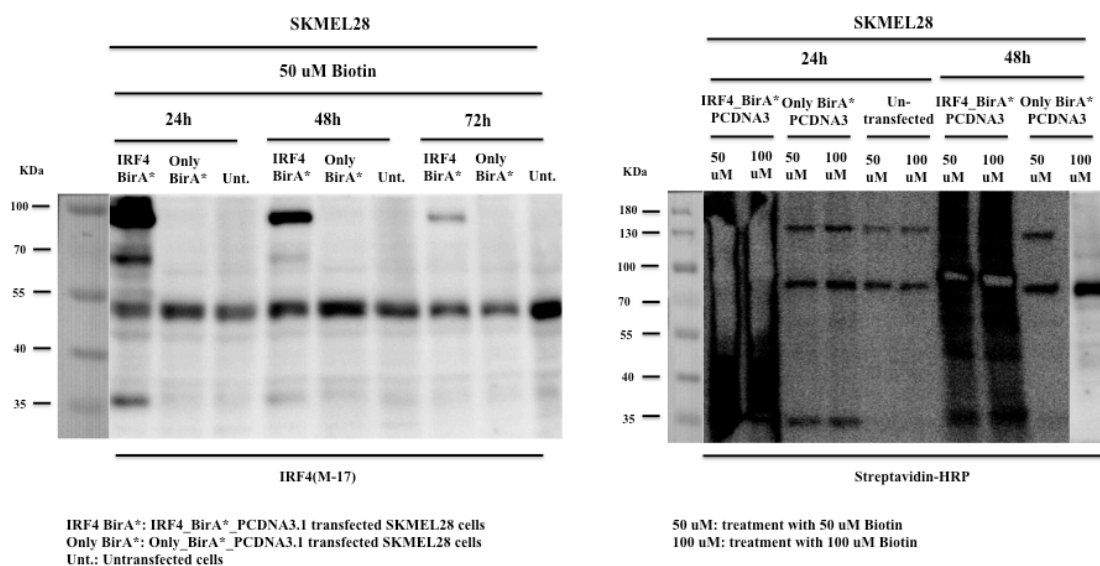 SKMEL28
50 uM Biotin
24h 48h 72h
IRF4 BirA* Only BirA* Unt. IRF4 BirA* Only BirA* Unt. IRF4 BirA* Only BirA* Unt.
KDa
100
70
55
40
35
IRF4(M-17)
IRF4 BirA*: IRF4_BirA*_PCDNA3.1 transfected SKMEL28 cells
Only BirA*: Only_BirA*_PCDNA3.1 transfected SKMEL28 cells
Unt.: Untransfected cells
SKMEL28
24h 48h
IRF4_BirA* Only BirA* Un- IRF4_BirA* Only BirA*
PCDNA3 PCDNA3 transfected PCDNA3 PCDNA3
50 100 50 100 50 100 50 100 50 100
uM uM uM uM uM uM uM uM uM uM
KDa
180
130
100
70
55
40
35
Streptavidin-HRP
50 uM: treatment with 50 uM Biotin
100 uM: treatment with 100 uM Biotin